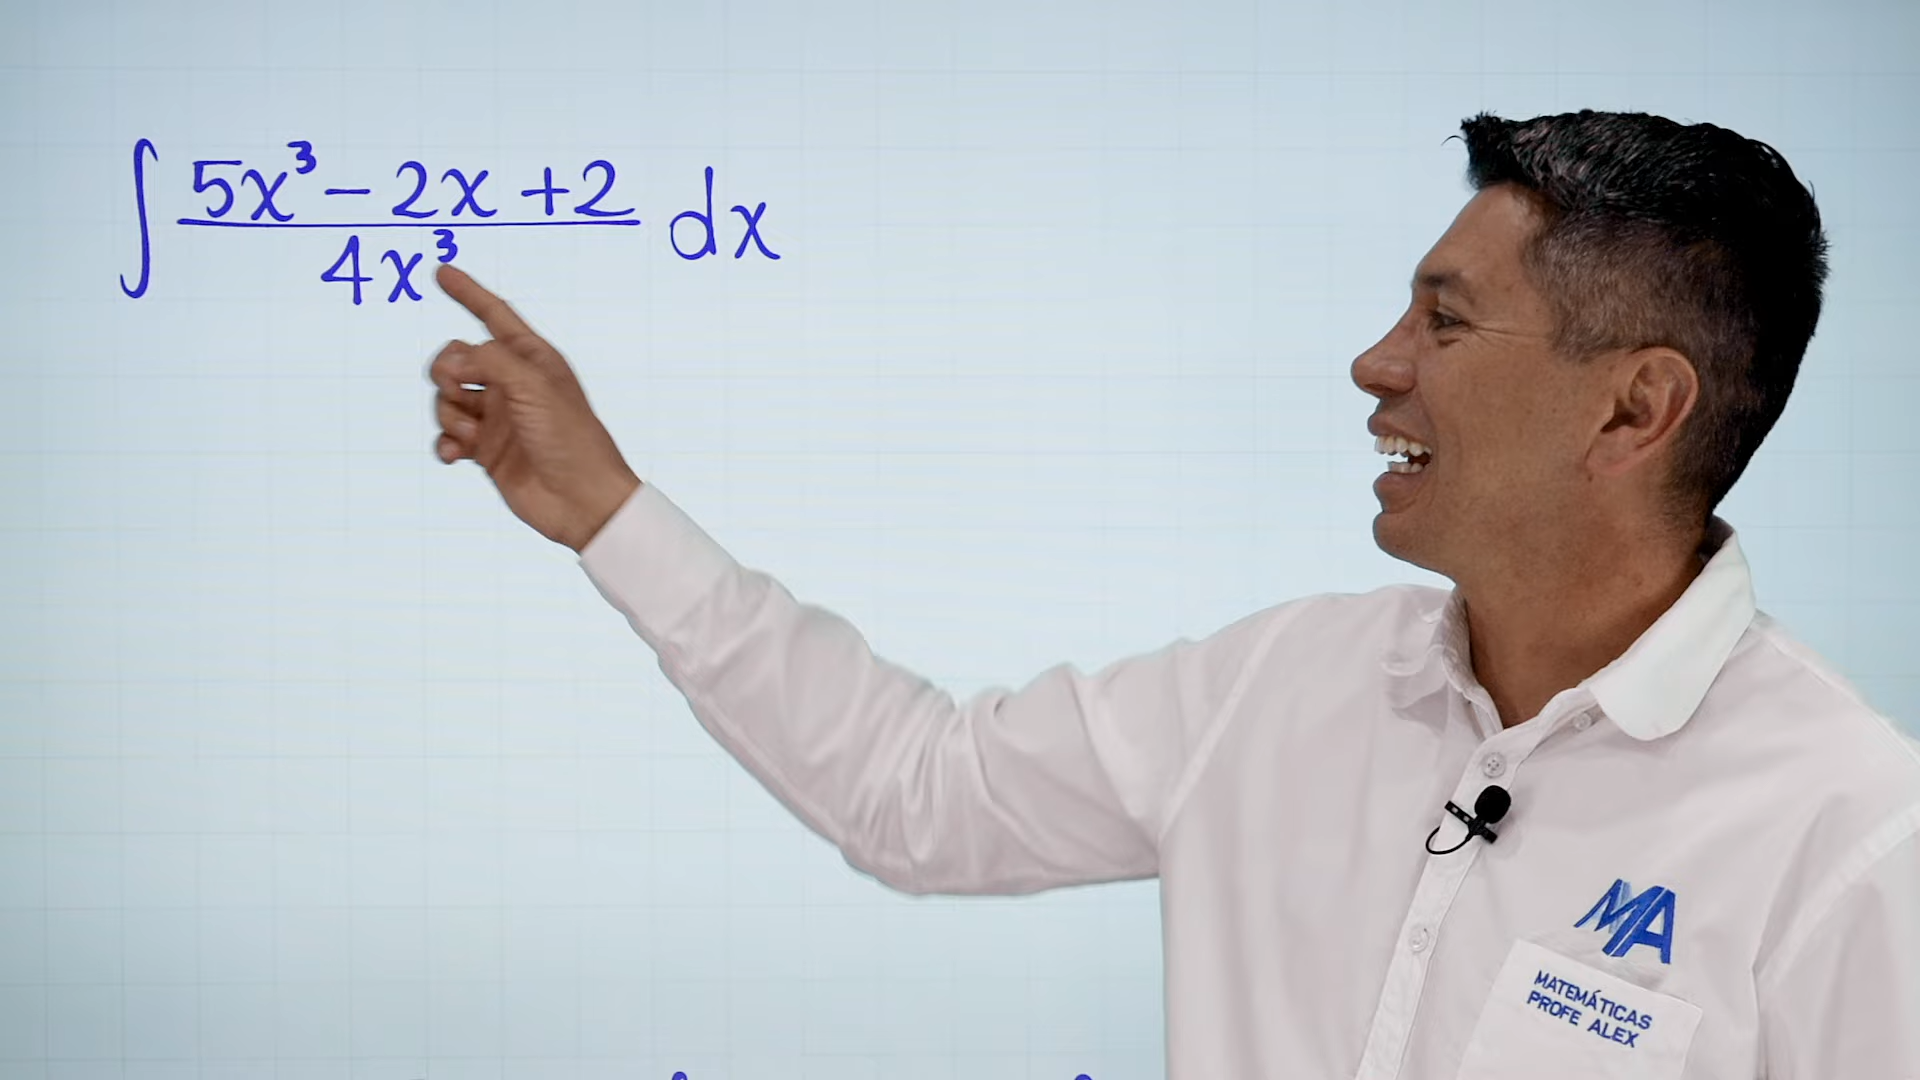 ∫ 5x³ - 2x + 2 / 4x³ dx
MA
MATEMÁTICAS
PROFE ALEX